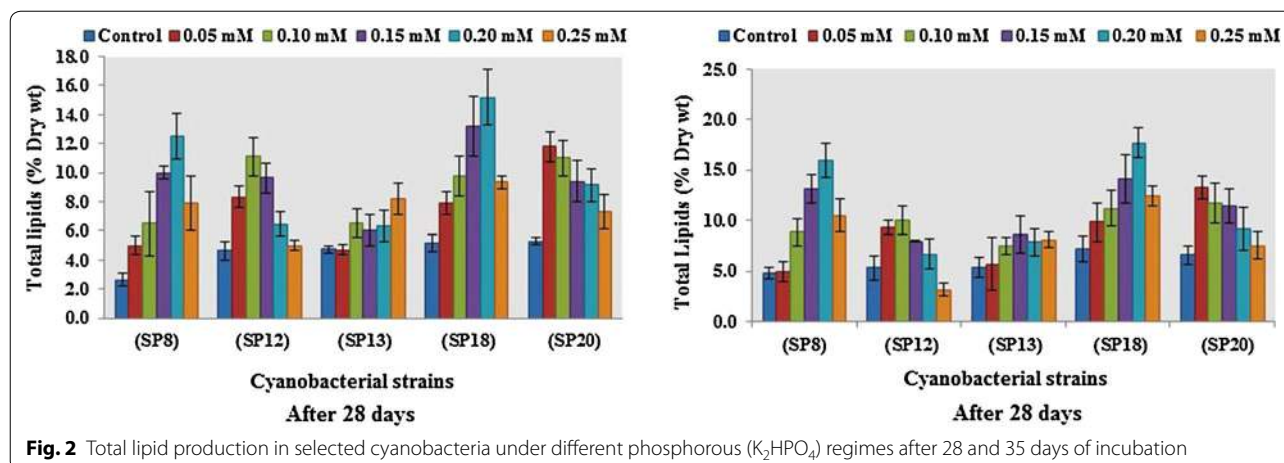 Control 0.05 mM 0.10 mM 0.15 mM 0.20 mM 0.25 mM
18.0
16.0
14.0
12.0
10.0
8.0
6.0
4.0
2.0
0.0
Total lipids (% Dry wt)
(SP8) (SP12) (SP13) (SP18) (SP20)
Cyanobacterial strains
After 28 days
Control 0.05 mM 0.10 mM 0.15 mM 0.20 mM 0.25 mM
25.0
20.0
15.0
10.0
5.0
0.0
Total Lipids (% Dry wt)
(SP8) (SP12) (SP13) (SP18) (SP20)
Cyanobacterial strains
After 28 days
Fig. 2 Total lipid production in selected cyanobacteria under different phosphorous (K₂HPO₄) regimes after 28 and 35 days of incubation